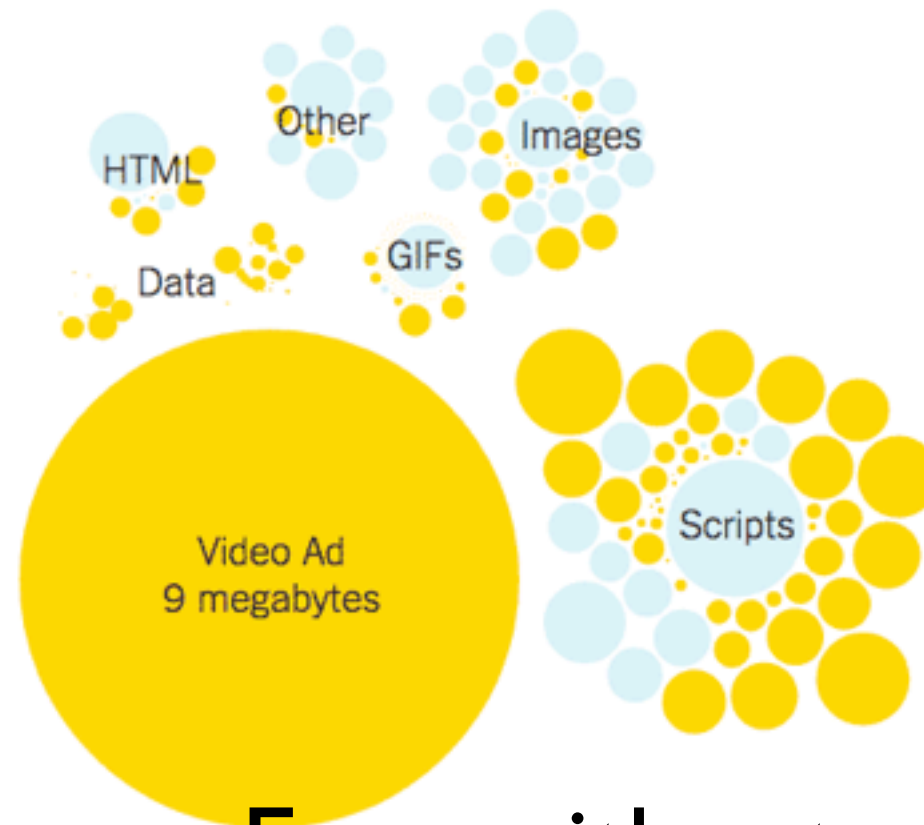 Other
Images
HTML
GIFs
Data
Scripts
Video Ad
9 megabytes